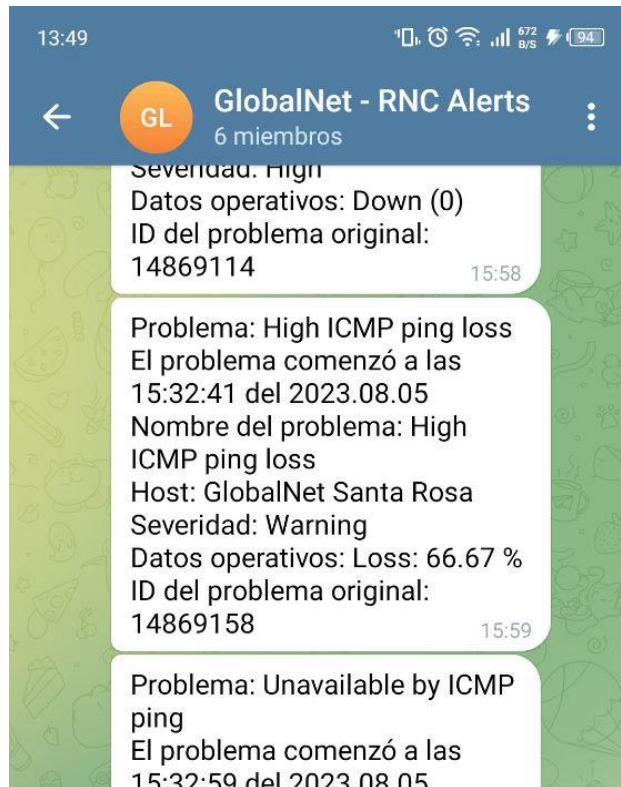 13:49
672
B/S
94
GL
GlobalNet - RNC Alerts
6 miembros
Severidad: High
Datos operativos: Down (0)
ID del problema original:
14869114
15:58
Problema: High ICMP ping loss
El problema comenzó a las
15:32:41 del 2023.08.05
Nombre del problema: High
ICMP ping loss
Host: GlobalNet Santa Rosa
Severidad: Warning
Datos operativos: Loss: 66.67 %
ID del problema original:
14869158
15:59
Problema: Unavailable by ICMP
ping
El problema comenzó a las
15:32:59 del 2023.08.05